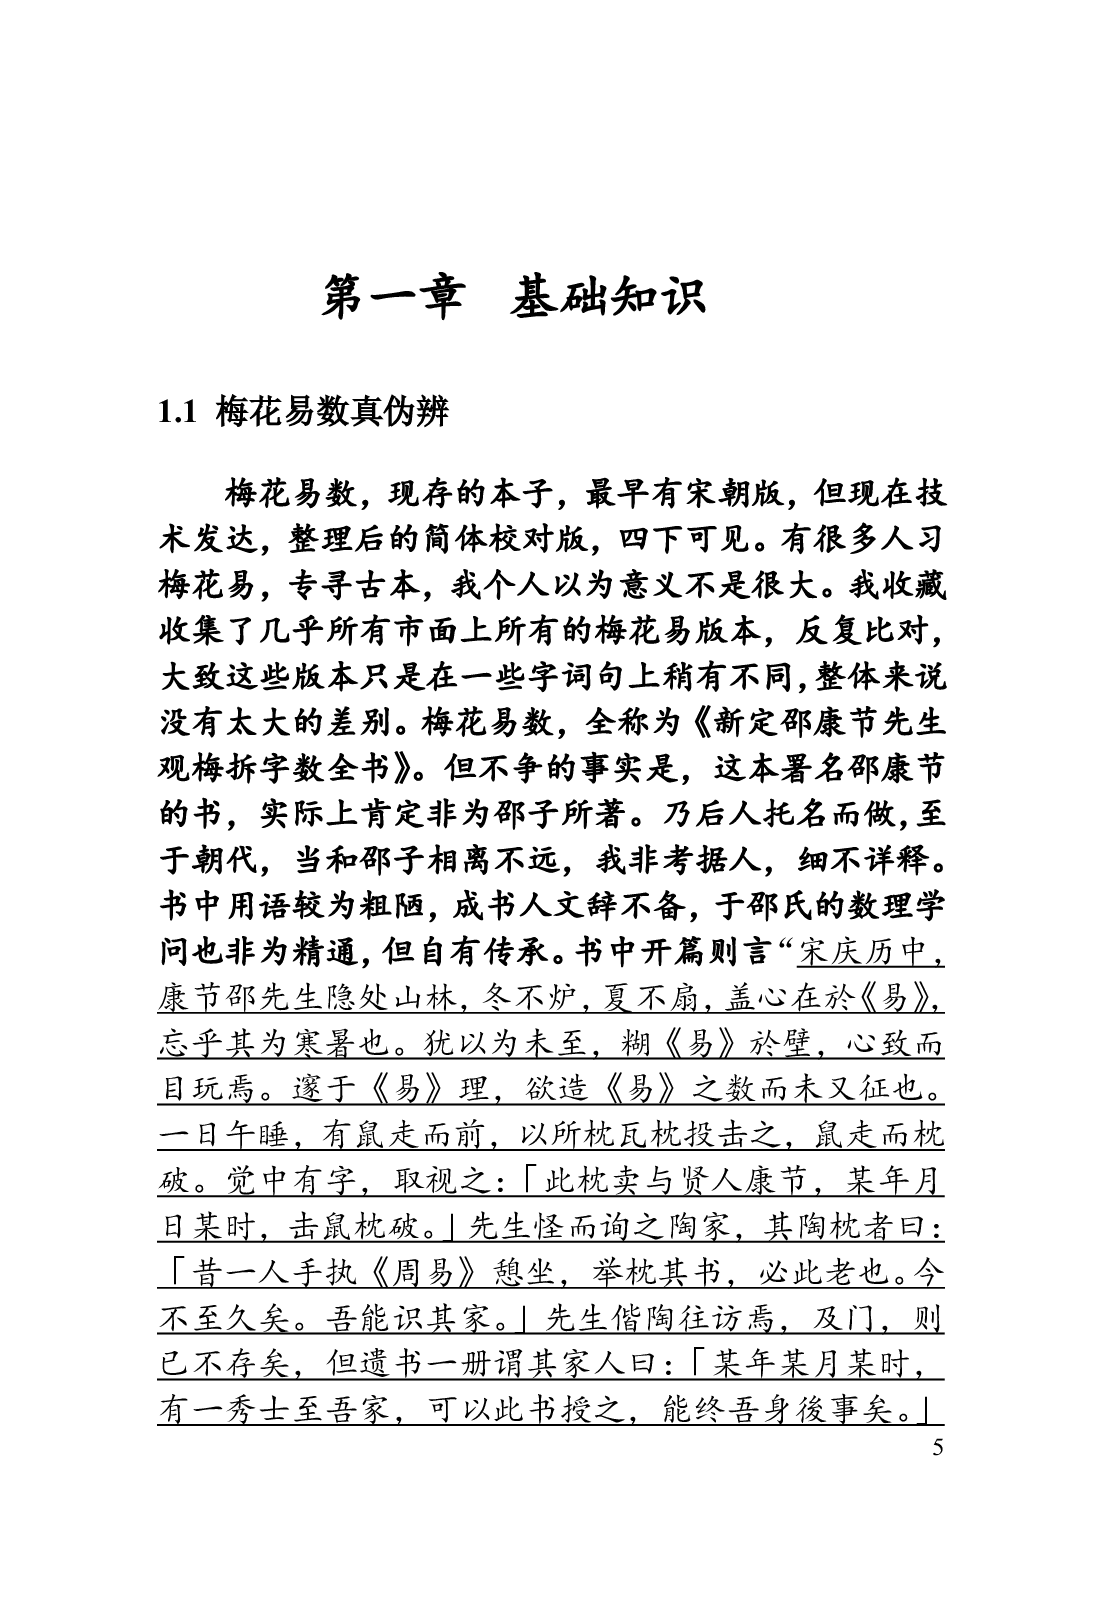 第一章 基础知识
1.1 梅花易数真伪辨
梅花易数，现存的本子，最早有宋朝版，但现在技
术发达，整理后的简体校对版，四下可见。有很多人习
梅花易，专寻古本，我个人以为意义不是很大。我收藏
收集了几乎所有市面上所有的梅花易版本，反复比对，
大致这些版本只是在一些字词句上稍有不同，整体来说
没有太大的差别。梅花易数，全称为《新定邵康节先生
观梅拆字数全书》。但不争的事实是，这本署名邵康节
的书，实际上肯定非为邵子所著。乃后人托名而做，至
于朝代，当和邵子相离不远，我非考据人，细不详释。
书中用语较为粗陋，成书人文辞不备，于邵氏的数理学
问也非为精通，但自有传承。书中开篇则言“宋庆历中，
康节邵先生隐处山林，冬不炉，夏不扇，盖心在於《易》，
忘乎其为寒暑也。犹以为未至，糊《易》於壁，心致而
目玩焉。邃于《易》理，欲造《易》之数而未又征也。
一日午睡，有鼠走而前，以所枕瓦枕投击之，鼠走而枕
破。觉中有字，取视之：「此枕卖与贤人康节，某年月
日某时，击鼠枕破。」先生怪而询之陶家，其陶枕者曰：
「昔一人手执《周易》憩坐，举枕其书，必此老也。今
不至久矣。吾能识其家。」先生偕陶往访焉，及门，则
已不存矣，但遗书一册谓其家人曰：「某年某月某时，
有一秀士至吾家，可以此书授之，能终吾身後事矣。」
5